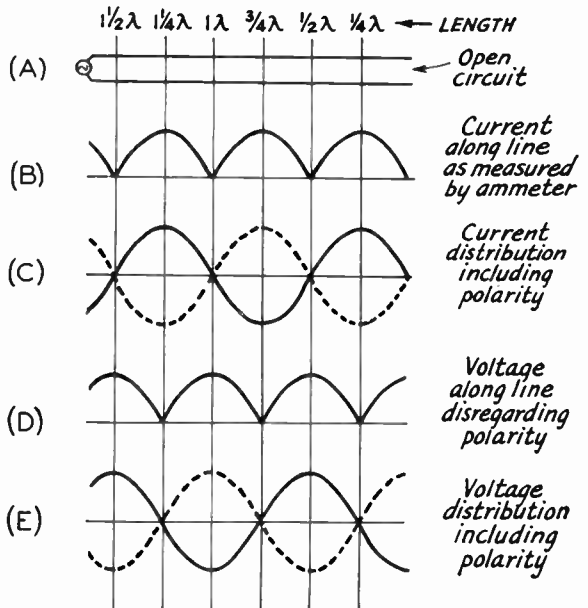 1½λ 1¼λ 1λ ¾λ ½λ ¼λ LENGTH
(A)
Open
circuit
(B)
Current
along line
as measured
by ammeter
(C)
Current
distribution
including
polarity
(D)
Voltage
along line
disregarding
polarity
(E)
Voltage
distribution
including
polarity